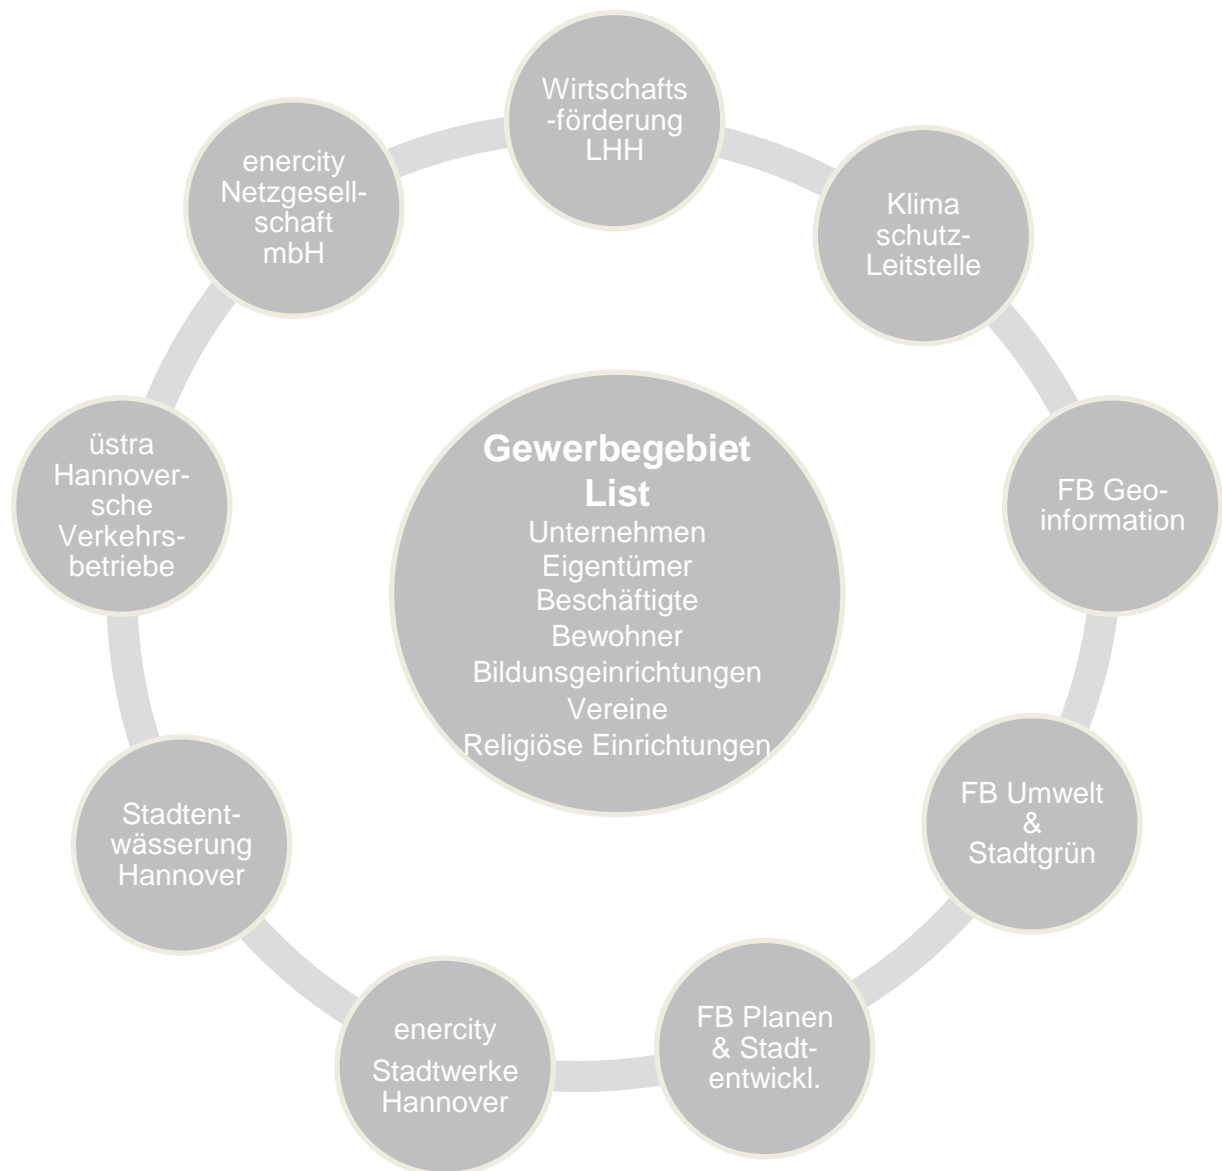 Wirtschafts
-förderung
LHH
Klima
schutz-
Leitstelle
FB Geo-
information
FB Umwelt
&
Stadtgrün
FB Planen
& Stadt-
entwickl.
enercity
Stadtwerke
Hannover
Stadtent-
wässerung
Hannover
üstra
Hannover-
sche
Verkehrs-
betriebe
enercity
Netzgesell-
schaft
mbH
Gewerbegebiet
List
Unternehmen
Eigentümer
Beschäftigte
Bewohner
Bildunsgeinrichtungen
Vereine
Religiöse Einrichtungen